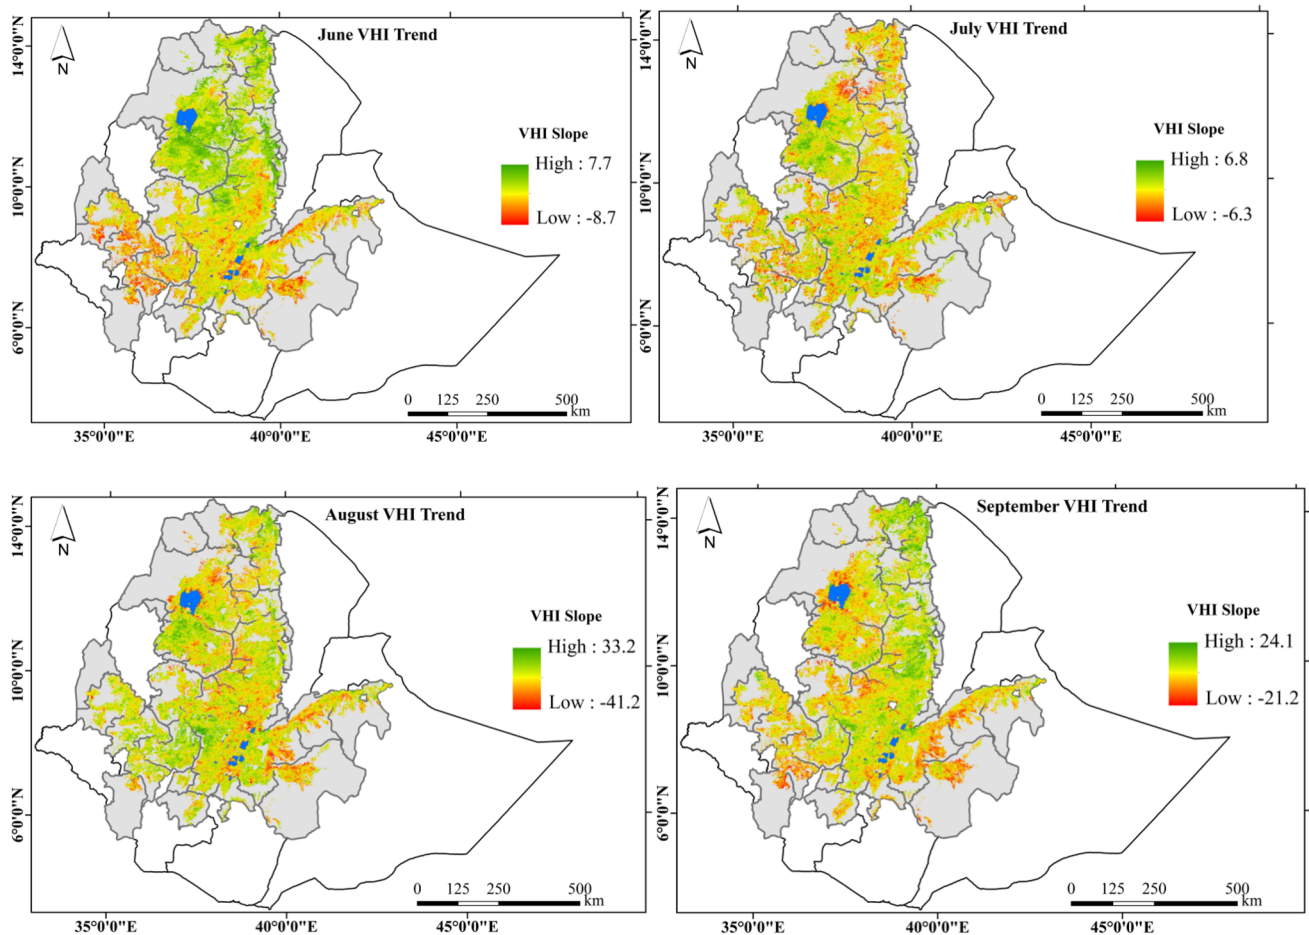 June VHI Trend
N
14°0'0"N
10°0'0"N
6°0'0"N
VHI Slope
High : 7.7
Low : -8.7
0 125 250 500
km
35°0'0"E 40°0'0"E 45°0'0"E
July VHI Trend
N
14°0'0"N
10°0'0"N
6°0'0"N
VHI Slope
High : 6.8
Low : -6.3
0 125 250 500
km
35°0'0"E 40°0'0"E 45°0'0"E
August VHI Trend
N
14°0'0"N
10°0'0"N
6°0'0"N
VHI Slope
High : 33.2
Low : -41.2
0 125 250 500
km
35°0'0"E 40°0'0"E 45°0'0"E
September VHI Trend
N
14°0'0"N
10°0'0"N
6°0'0"N
VHI Slope
High : 24.1
Low : -21.2
0 125 250 500
km
35°0'0"E 40°0'0"E 45°0'0"E